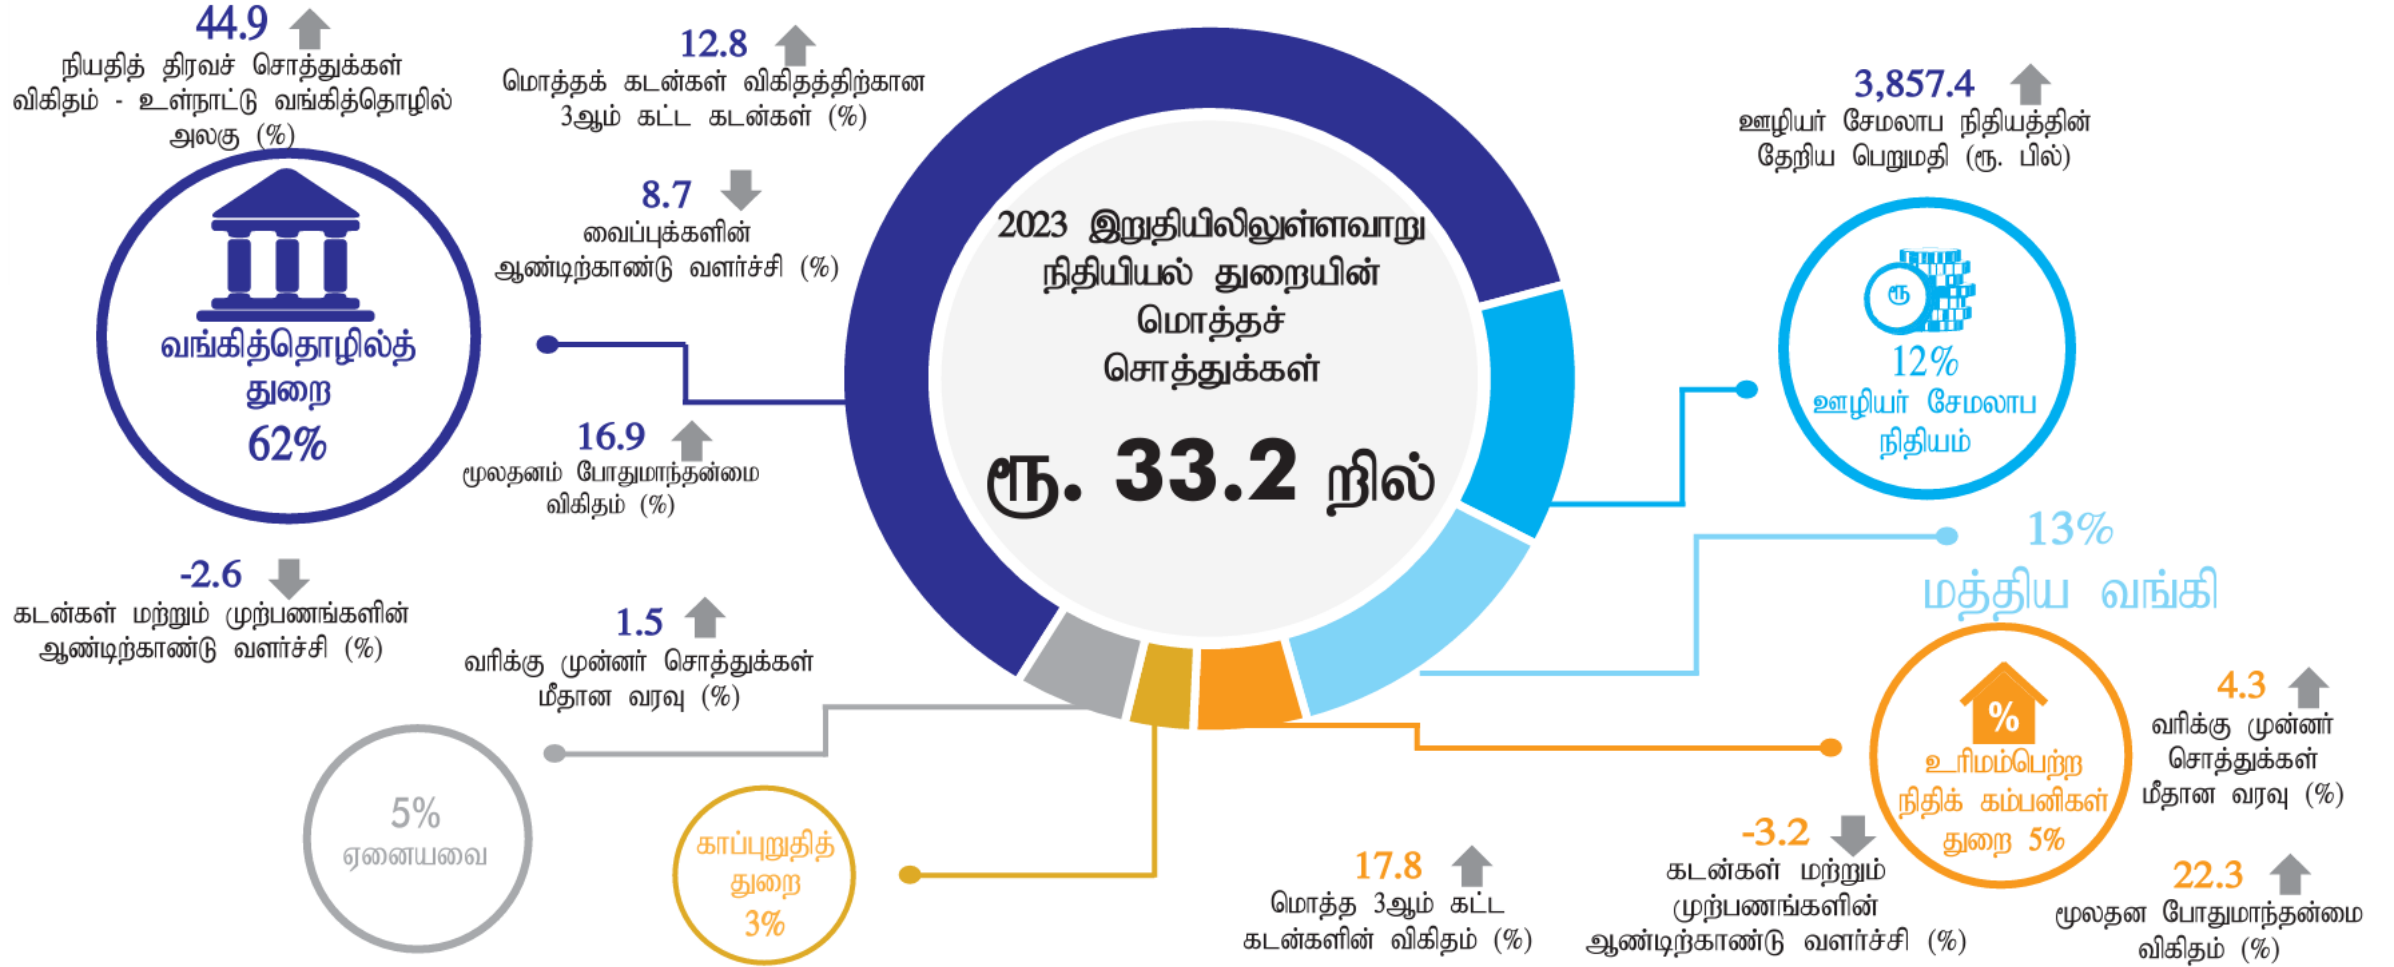 44.9
நியதித் திரவச் சொத்துக்கள்
விகிதம் - உள்நாட்டு வங்கித்தொழில்
அலகு (%)
வங்கித்தொழில்த்
துறை
62%
12.8
மொத்தக் கடன்கள் விகிதத்திற்கான
3ஆம் கட்ட கடன்கள் (%)
8.7
வைப்புக்களின்
ஆண்டிற்காண்டு வளர்ச்சி (%)
16.9
மூலதனம் போதுமாந்தன்மை
விகிதம் (%)
-2.6
கடன்கள் மற்றும் முற்பணங்களின்
ஆண்டிற்காண்டு வளர்ச்சி (%)
1.5
வரிக்கு முன்னர் சொத்துக்கள்
மீதான வரவு (%)
2023 இறுதியிலிலுள்ளவாறு
நிதியியல் துறையின்
மொத்தச்
சொத்துக்கள்
ரூ. 33.2 றில்
3,857.4
ஊழியர் சேமலாப நிதியத்தின்
தேறிய பெறுமதி (ரூ. பில்)
ரூ
12%
ஊழியர் சேமலாப
நிதியம்
13%
மத்திய வங்கி
%
உரிமம்பெற்ற
நிதிக் கம்பனிகள்
துறை 5%
4.3
வரிக்கு முன்னர்
சொத்துக்கள்
மீதான வரவு (%)
-3.2
கடன்கள் மற்றும்
முற்பணங்களின்
ஆண்டிற்காண்டு வளர்ச்சி (%)
22.3
மூலதன போதுமாந்தன்மை
விகிதம் (%)
17.8
மொத்த 3ஆம் கட்ட
கடன்களின் விகிதம் (%)
காப்புறுதித்
துறை
3%
5%
ஏனையவை